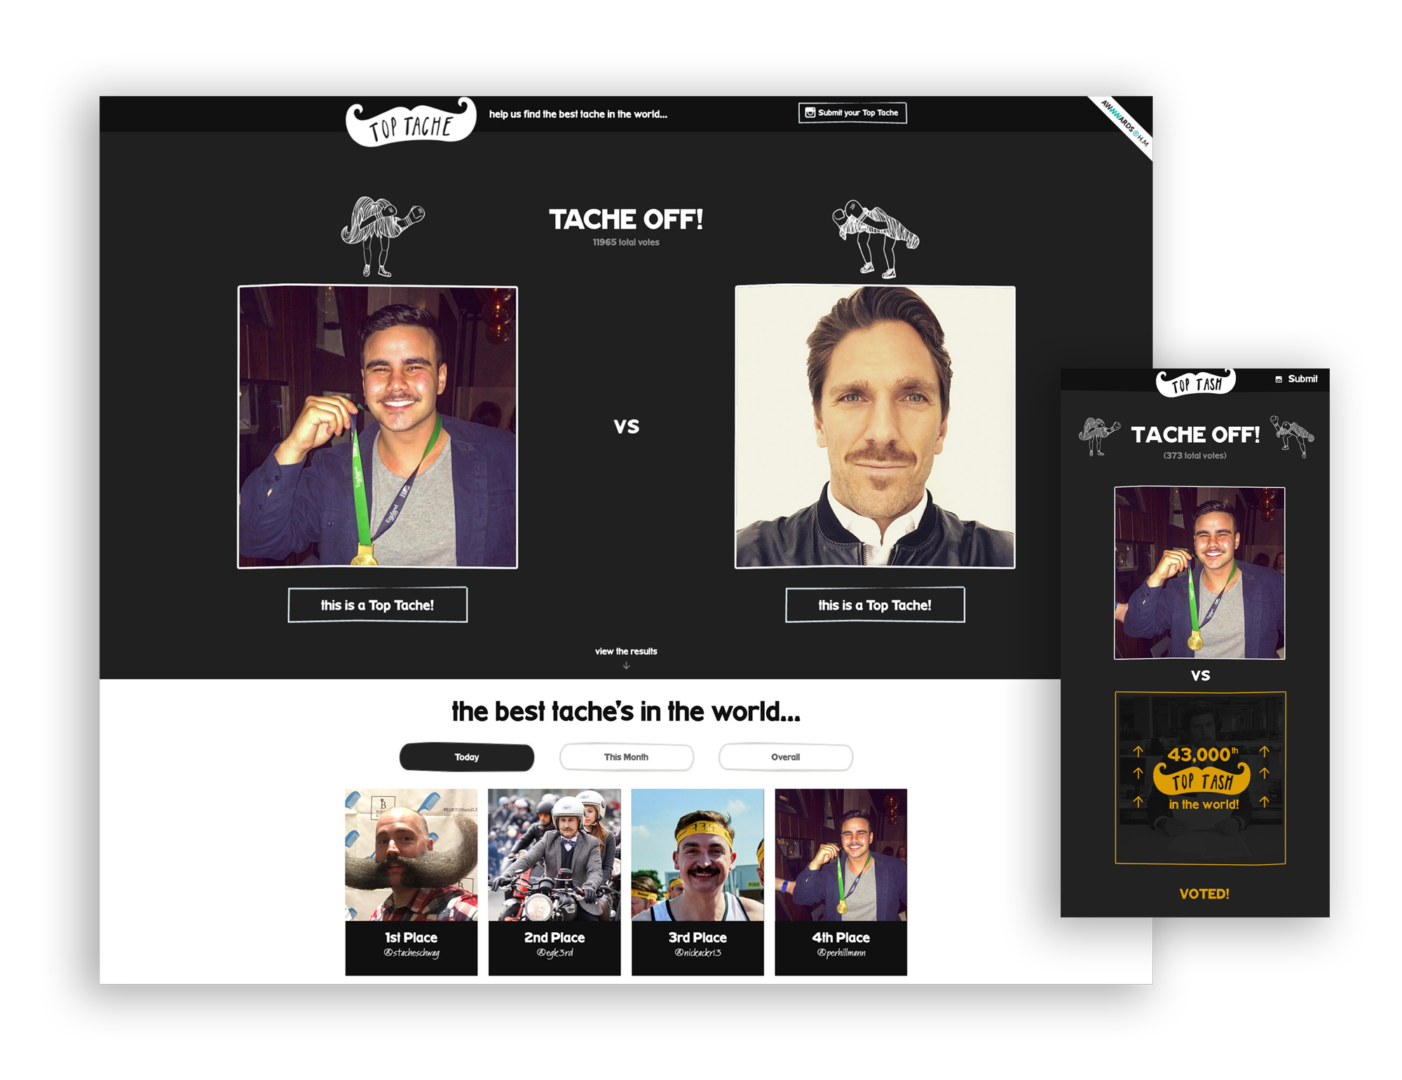 TOP TACHE
help us find the best tache in the world...
Submit your Top Tache
AWWWARDS H.M
TACHE OFF!
11965 total votes
VS
this is a Top Tache!
this is a Top Tache!
view the results
the best tache's in the world...
Today
This Month
Overall
1st Place
@stacheschwag
2nd Place
@egk3rd
3rd Place
@nickackr13
4th Place
@perhillmann
TOP TASH
Submit
TACHE OFF!
(373 total votes)
VS
43,000th
TOP TASH
in the world!
VOTED!